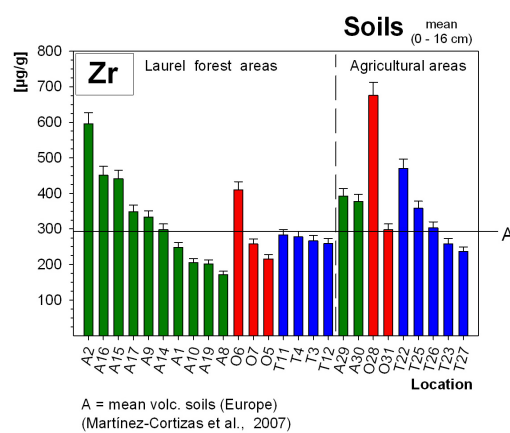 Soils mean
(0 - 16 cm)
[µg/g]
800
700
600
500
400
300
200
100
Zr
Laurel forest areas
Agricultural areas
A
A2 A16 A15 A17 A9 A14 A1 A10 A19 A8 O6 O7 O5 T11 T4 T3 T12 A29 A30 O28 O31 T22 T25 T26 T23 T27
Location
A = mean volc. soils (Europe)
(Martínez-Cortizas et al., 2007)